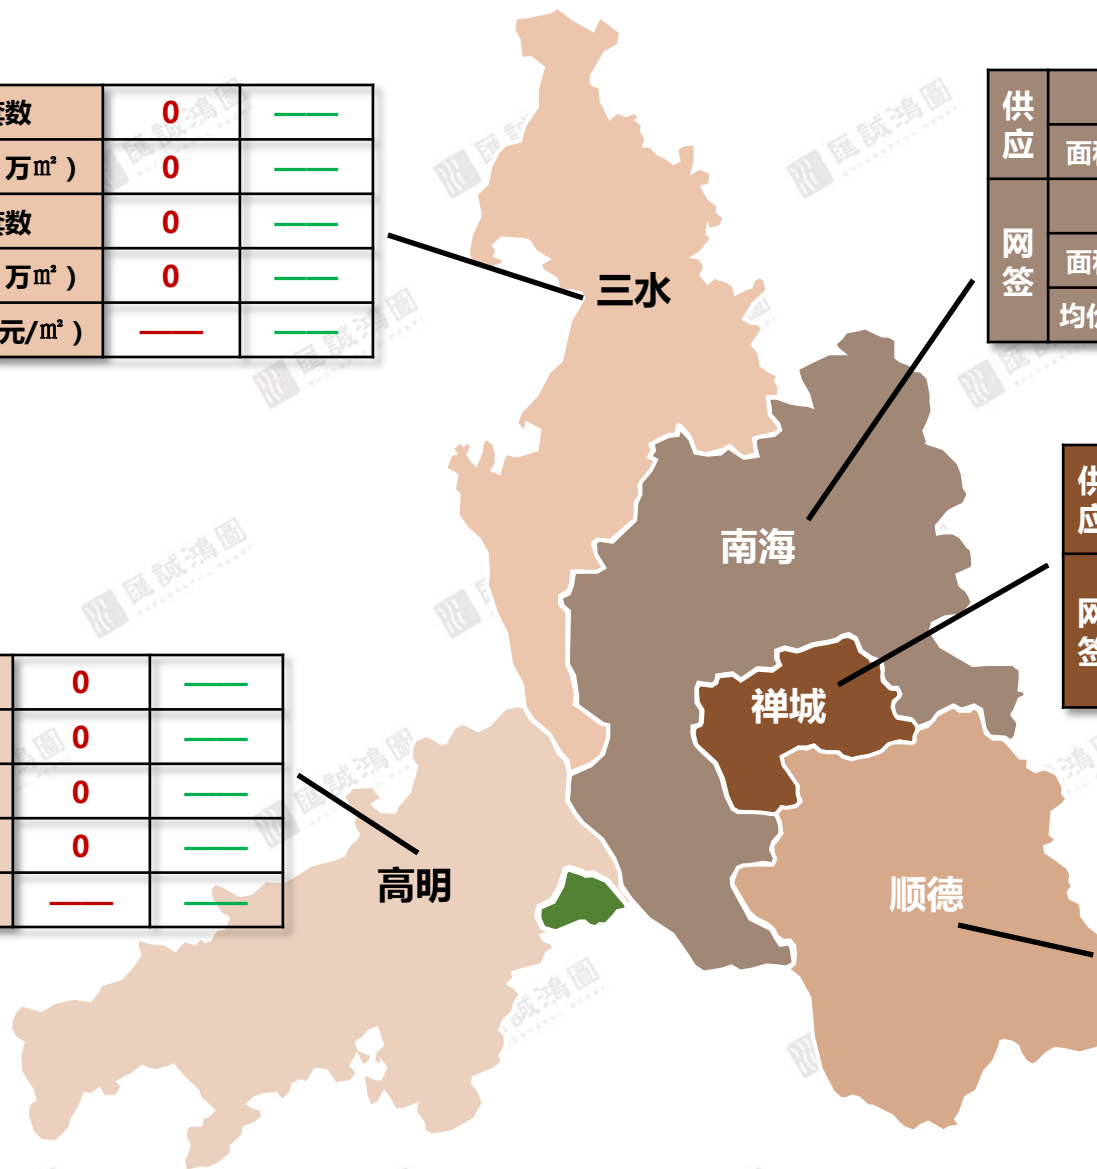 套数 0 ——
万㎡ ) 0 ——
套数 0 ——
万㎡ ) 0 ——
元/㎡ ) —— ——
供应
面积
网签
面积
均价
三水
南海
供应
网签
禅城
0 ——
0 ——
0 ——
0 ——
—— ——
高明
顺德
匯誠鴻圖